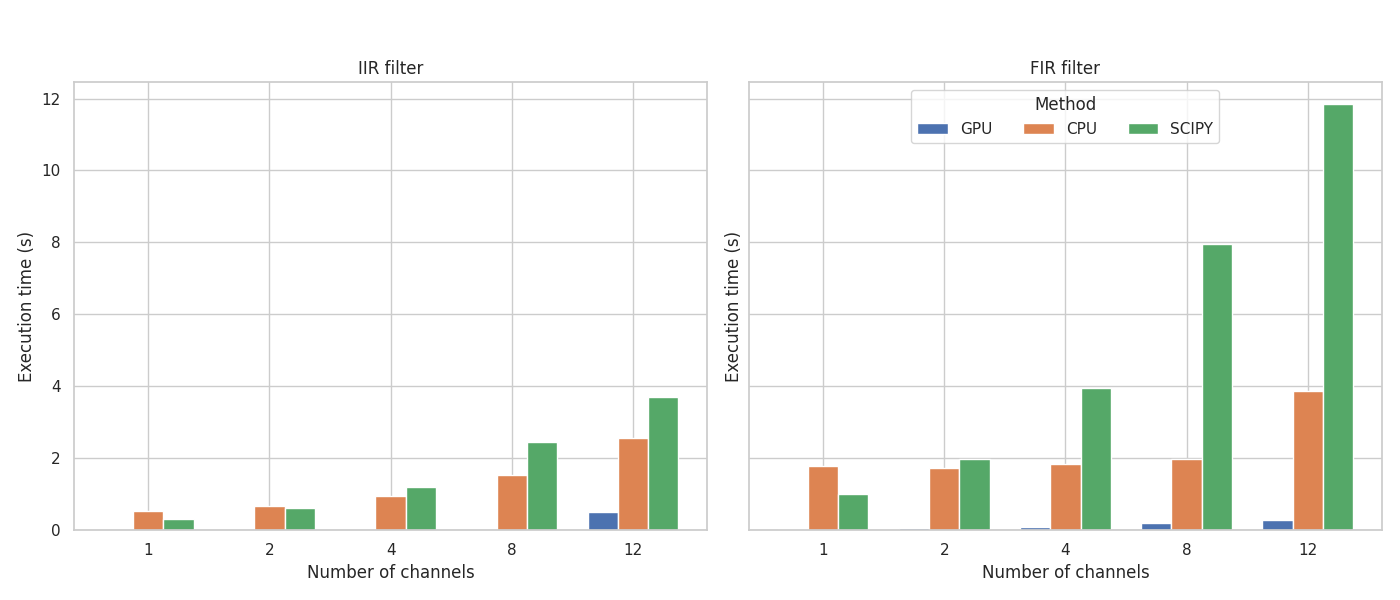 IIR filter
12
10
8
6
4
2
0
Execution time (s)
1 2 4 8 12
Number of channels
FIR filter
Method
GPU CPU SCIPY
Execution time (s)
1 2 4 8 12
Number of channels